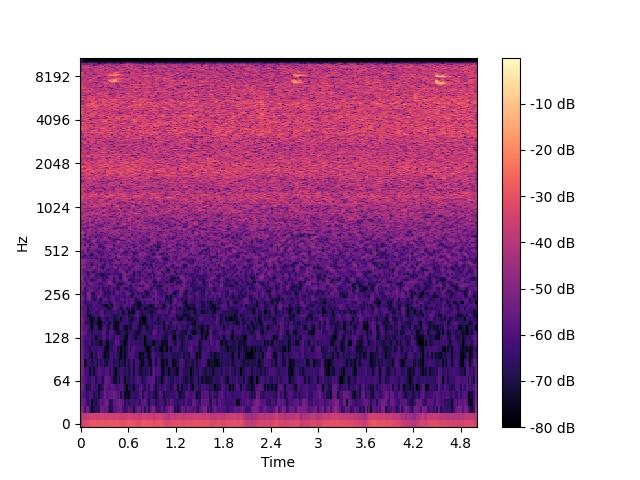 8192
4096
2048
1024
512
256
128
64
0
Hz
0 0.6 1.2 1.8 2.4 3 3.6 4.2 4.8
Time
-10 dB
-20 dB
-30 dB
-40 dB
-50 dB
-60 dB
-70 dB
-80 dB